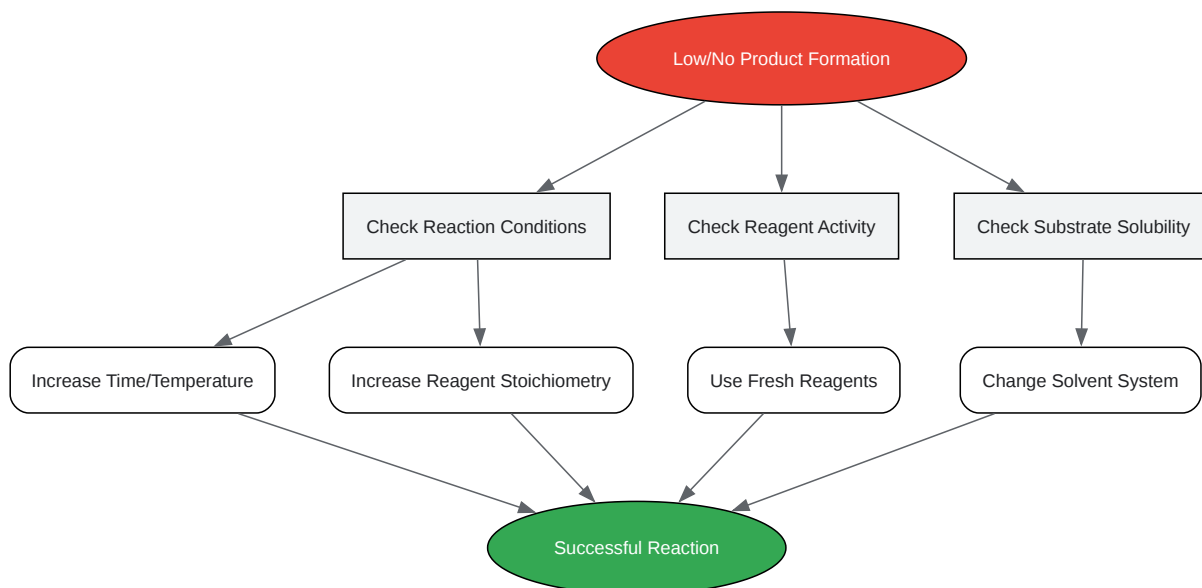 Low/No Product Formation
Check Reaction Conditions
Check Reagent Activity
Check Substrate Solubility
Increase Time/Temperature
Increase Reagent Stoichiometry
Use Fresh Reagents
Change Solvent System
Successful Reaction